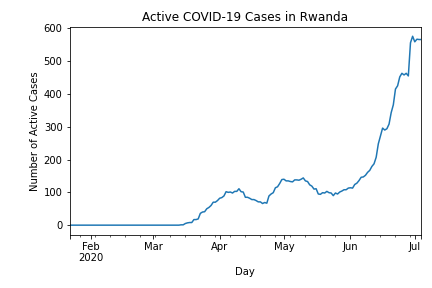 Active COVID-19 Cases in Rwanda
600
500
400
300
200
100
0
Number of Active Cases
Feb Mar Apr May Jun Jul
2020
Day